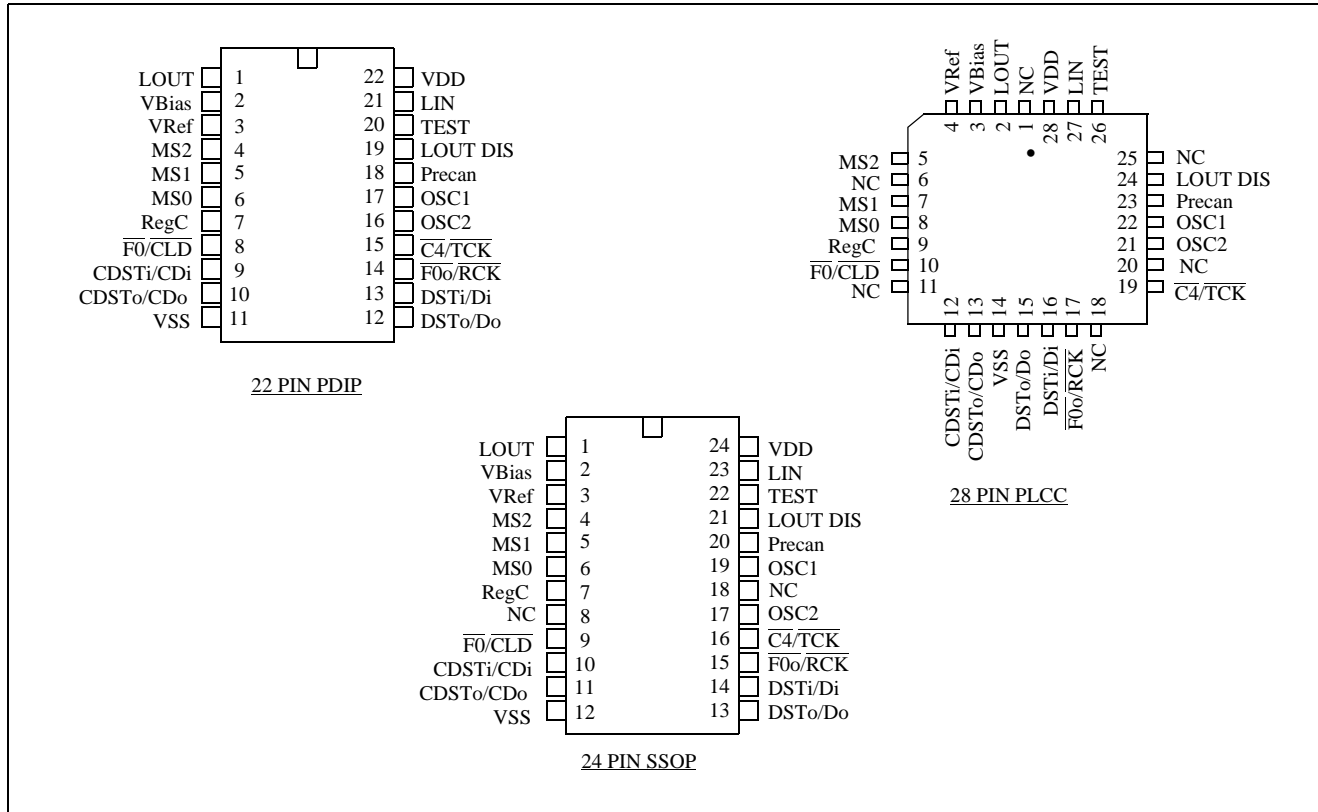 LOUT 1 22 VDD
VBias 2 21 LIN
VRef 3 20 TEST
MS2 4 19 LOUT DIS
MS1 5 18 Precan
MS0 6 17 OSC1
RegC 7 16 OSC2
F0/CLD 8 15 C4/TCK
CDSTi/CDi 9 14 F0o/RCK
CDSTo/CDo 10 13 DSTi/Di
VSS 11 12 DSTo/Do
22 PIN PDIP
VRef VBias LOUT NC VDD LIN TEST
4 3 2 1 28 27 26
MS2 5 25 NC
NC 6 24 LOUT DIS
MS1 7 23 Precan
MS0 8 22 OSC1
RegC 9 21 OSC2
F0/CLD 10 20 NC
NC 11 19 C4/TCK
12 13 14 15 16 17 18
CDSTi/CDi CDSTo/CDo VSS DSTo/Do DSTi/Di F0o/RCK NC
28 PIN PLCC
LOUT 1 24 VDD
VBias 2 23 LIN
VRef 3 22 TEST
MS2 4 21 LOUT DIS
MS1 5 20 Precan
MS0 6 19 OSC1
RegC 7 18 NC
NC 8 17 OSC2
F0/CLD 9 16 C4/TCK
CDSTi/CDi 10 15 F0o/RCK
CDSTo/CDo 11 14 DSTi/Di
VSS 12 13 DSTo/Do
24 PIN SSOP